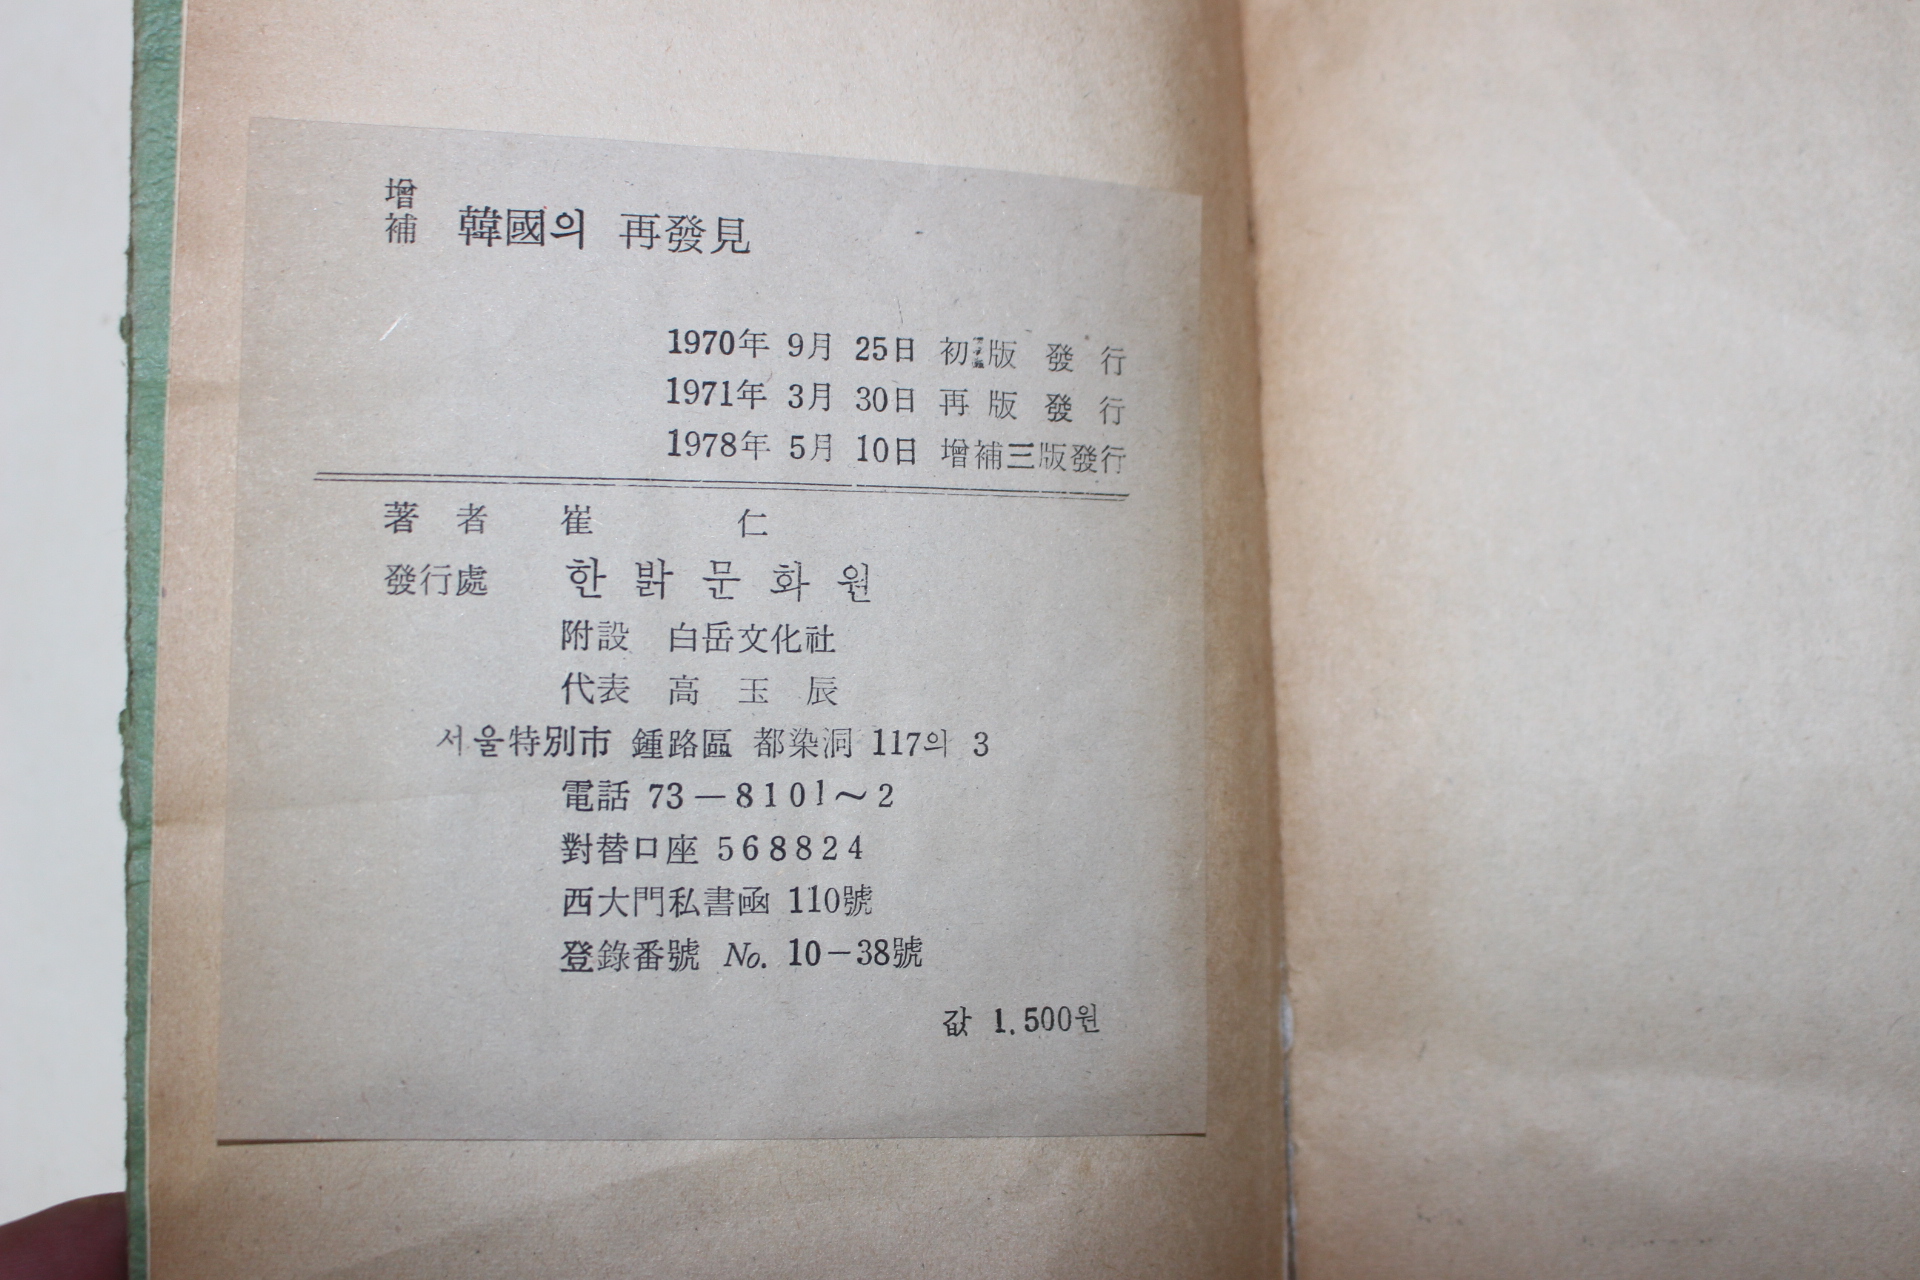 增補 韓國의 再發見
1970年 9月 25日 初版 發行
1971年 3月 30日 再版 發行
1978年 5月 10日 增補三版發行
著者 崔仁
發行處 한밝문화원
附設 白岳文化社
代表 高玉辰
서울特別市 鍾路區 都染洞 117의 3
電話 73-8101~2
對替口座 568824
西大門私書函 110號
登錄番號 No. 10-38號
값 1,500원